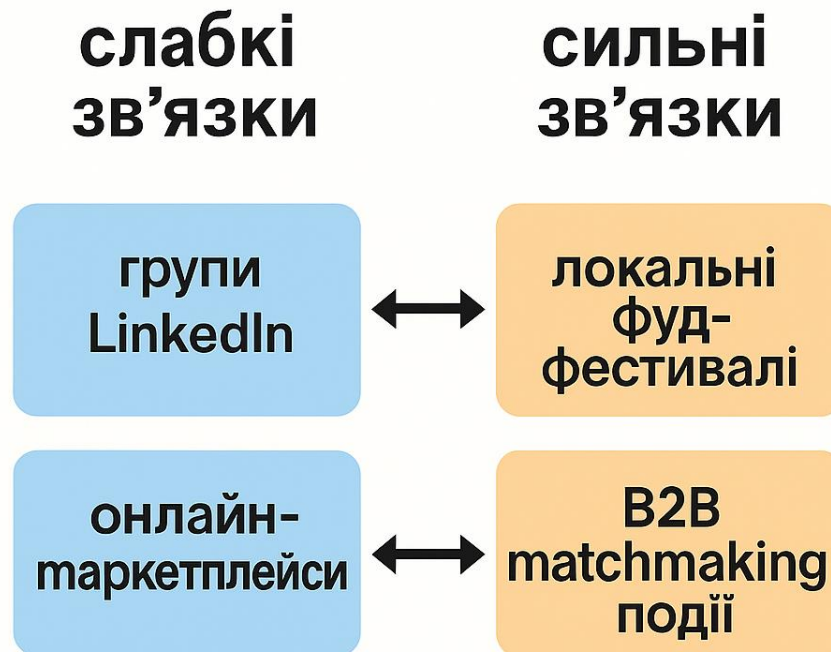 слабкі
зв’язки
сильні
зв’язки
групи
LinkedIn
локальні
фуд-
фестивалі
онлайн-
маркетплейси
B2B
matchmaking
події